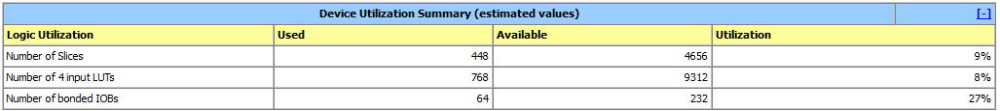 Device Utilization Summary (estimated values) [-]
Logic Utilization Used Available Utilization
Number of Slices 448 4656 9%
Number of 4 input LUTs 768 9312 8%
Number of bonded IOBs 64 232 27%